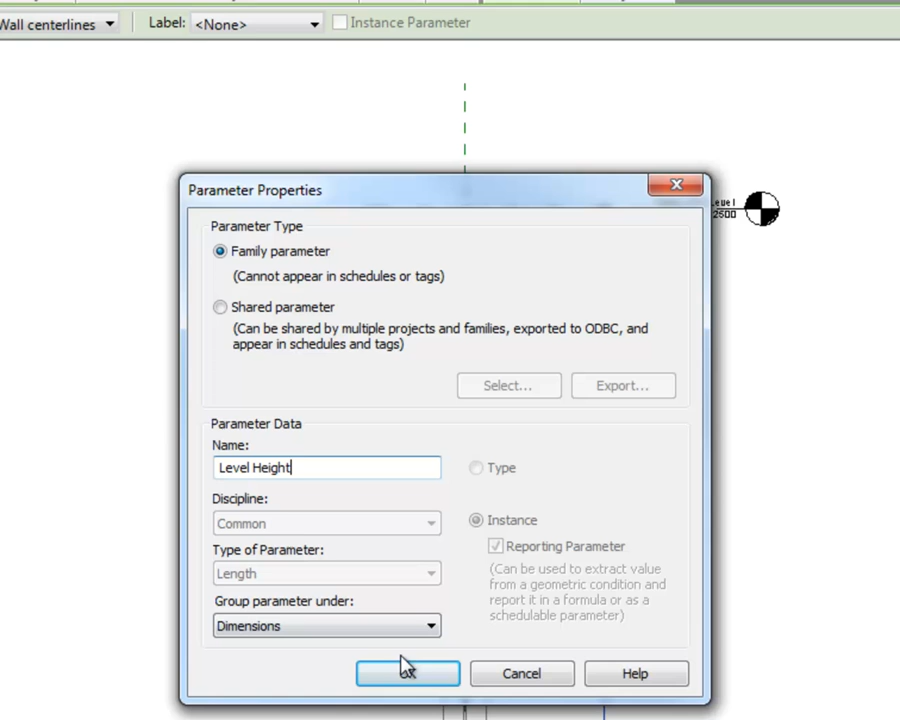 Wall centerlines Label: <None> Instance Parameter
Parameter Properties
Level
2500
Parameter Type
Family parameter
(Cannot appear in schedules or tags)
Shared parameter
(Can be shared by multiple projects and families, exported to ODBC, and
appear in schedules and tags)
Select... Export...
Parameter Data
Name:
Level Height
Type
Discipline:
Common
Instance
Type of Parameter:
Reporting Parameter
Length
(Can be used to extract value
from a geometric condition and
report it in a formula or as a
schedulable parameter)
Group parameter under:
Dimensions
Cancel Help